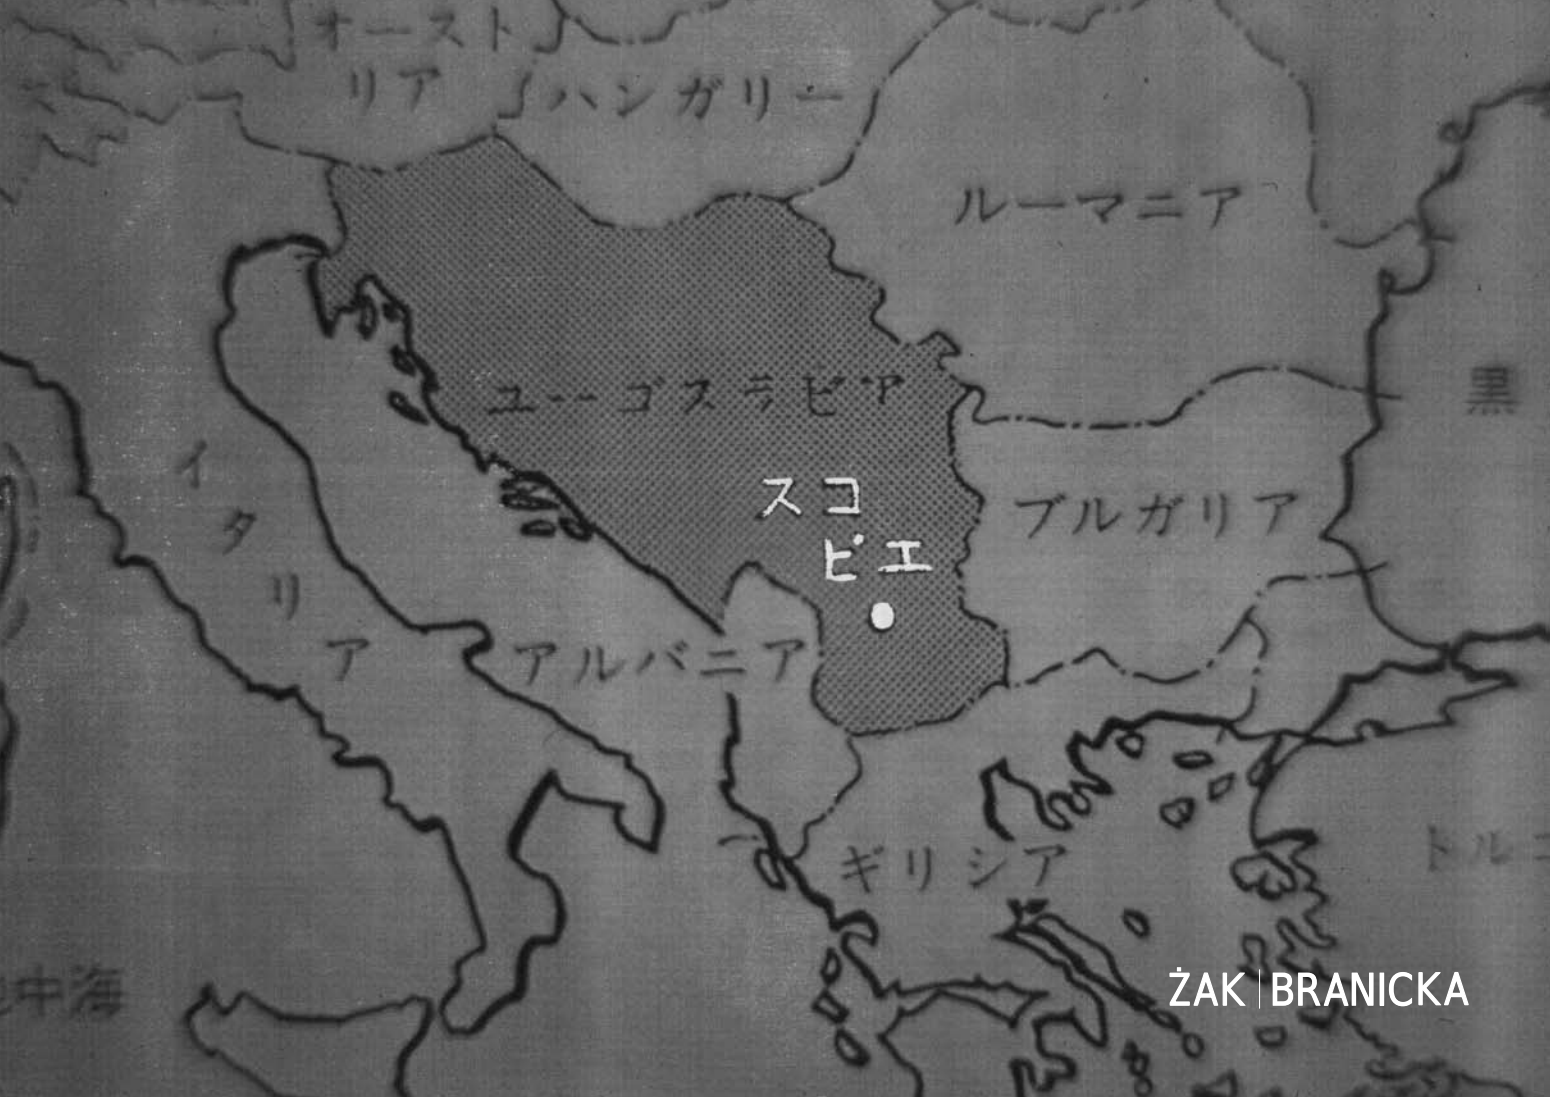 オースト
リア
ハンガリー
ルーマニア
ユーゴスラビア
黒
イタリア
スコ
ピエ
ブルガリア
アルバニア
ギリシア
トルコ
中海
ŻAK | BRANICKA